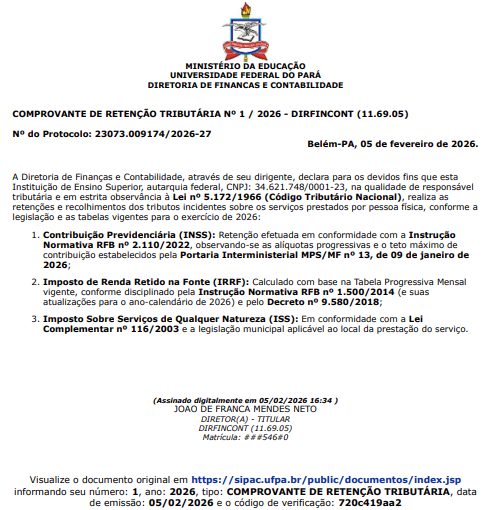 MINISTÉRIO DA EDUCAÇÃO
UNIVERSIDADE FEDERAL DO PARÁ
DIRETORIA DE FINANCAS E CONTABILIDADE
COMPROVANTE DE RETENÇÃO TRIBUTÁRIA Nº 1 / 2026 - DIRFINCONT (11.69.05)
Nº do Protocolo: 23073.009174/2026-27
Belém-PA, 05 de fevereiro de 2026.
A Diretoria de Finanças e Contabilidade, através de seu dirigente, declara para os devidos fins que esta
Instituição de Ensino Superior, autarquia federal, CNPJ: 34.621.748/0001-23, na qualidade de responsável
tributária e em estrita observância à Lei nº 5.172/1966 (Código Tributário Nacional), realiza as
retenções e recolhimentos dos tributos incidentes sobre os serviços prestados por pessoa física, conforme a
legislação e as tabelas vigentes para o exercício de 2026:
1. Contribuição Previdenciária (INSS): Retenção efetuada em conformidade com a Instrução
Normativa RFB nº 2.110/2022, observando-se as alíquotas progressivas e o teto máximo de
contribuição estabelecidos pela Portaria Interministerial MPS/MF nº 13, de 09 de janeiro de
2026;
2. Imposto de Renda Retido na Fonte (IRRF): Calculado com base na Tabela Progressiva Mensal
vigente, conforme disciplinado pela Instrução Normativa RFB nº 1.500/2014 (e suas
atualizações para o ano-calendário de 2026) e pelo Decreto nº 9.580/2018;
3. Imposto Sobre Serviços de Qualquer Natureza (ISS): Em conformidade com a Lei
Complementar nº 116/2003 e a legislação municipal aplicável ao local da prestação do serviço.
(Assinado digitalmente em 05/02/2026 16:34 )
JOAO DE FRANCA MENDES NETO
DIRETOR(A) - TITULAR
DIRFINCONT (11.69.05)
Matrícula: ###546#0
Visualize o documento original em https://sipac.ufpa.br/public/documentos/index.jsp
informando seu número: 1, ano: 2026, tipo: COMPROVANTE DE RETENÇÃO TRIBUTÁRIA, data
de emissão: 05/02/2026 e o código de verificação: 720c419aa2